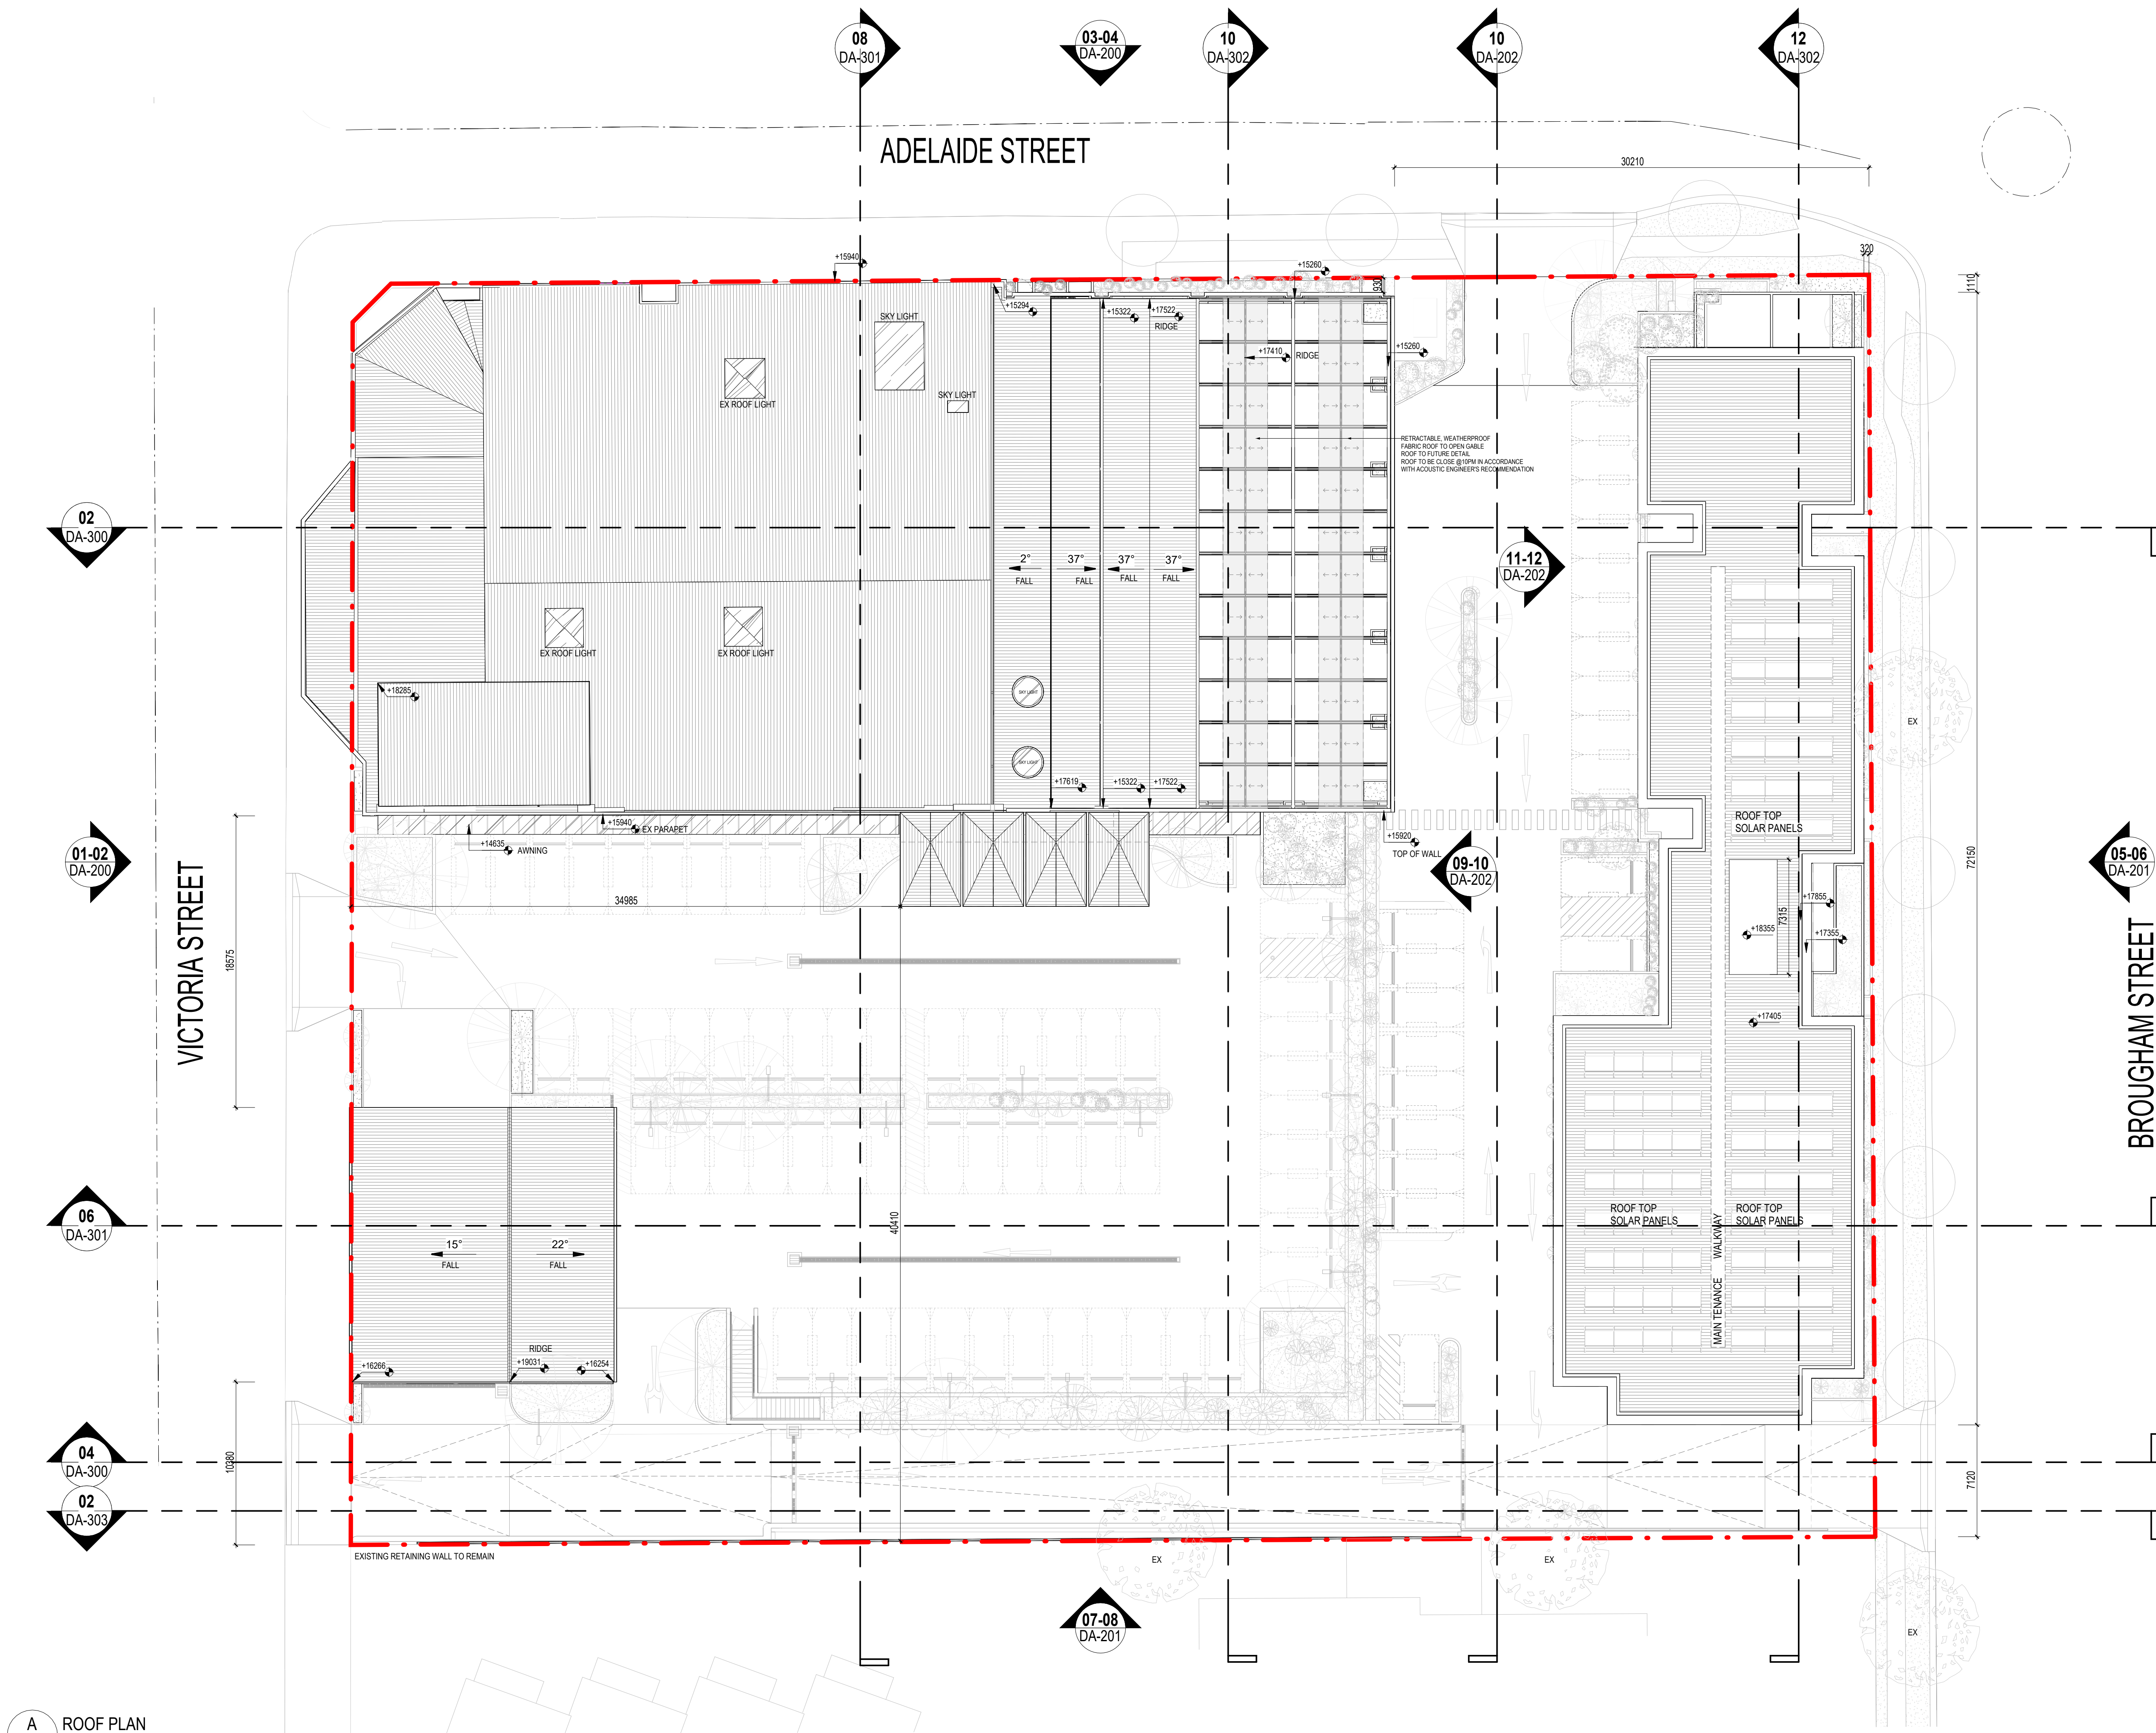 08
DA-301
03-04
DA-200
10
DA-302
10
DA-202
12
DA-302
ADELAIDE STREET
30210
320
1110
+15940
+15260
930
+15294
+15322
+17522
RIDGE
SKY LIGHT
+17410
RIDGE
+15260
EX ROOF LIGHT
SKY LIGHT
RETRACTABLE, WEATHERPROOF
FABRIC ROOF TO OPEN GABLE
ROOF TO FUTURE DETAIL
ROOF TO BE CLOSE @10PM IN ACCORDANCE
WITH ACOUSTIC ENGINEER'S RECOMMENDATION
02
DA-300
2°
FALL
37°
FALL
37°
FALL
37°
FALL
11-12
DA-202
EX ROOF LIGHT
EX ROOF LIGHT
+18285
SKY LIGHT
SKY LIGHT
EX
+17619
+15322
+17522
ROOF TOP
SOLAR PANELS
+15940
EX PARAPET
+14635
AWNING
+15920
TOP OF WALL
01-02
DA-200
09-10
DA-202
05-06
DA-201
72150
34985
7315
+17855
+18355
+17355
VICTORIA STREET
18575
BROUGHAM STREET
+17405
06
DA-301
40410
ROOF TOP
SOLAR PANELS
ROOF TOP
SOLAR PANELS
15°
FALL
22°
FALL
MAIN TENANCE WALKWAY
RIDGE
+16266
+19031
+16254
04
DA-300
02
DA-303
10380
7120
EXISTING RETAINING WALL TO REMAIN
EX
EX
07-08
DA-201
EX
A
ROOF PLAN